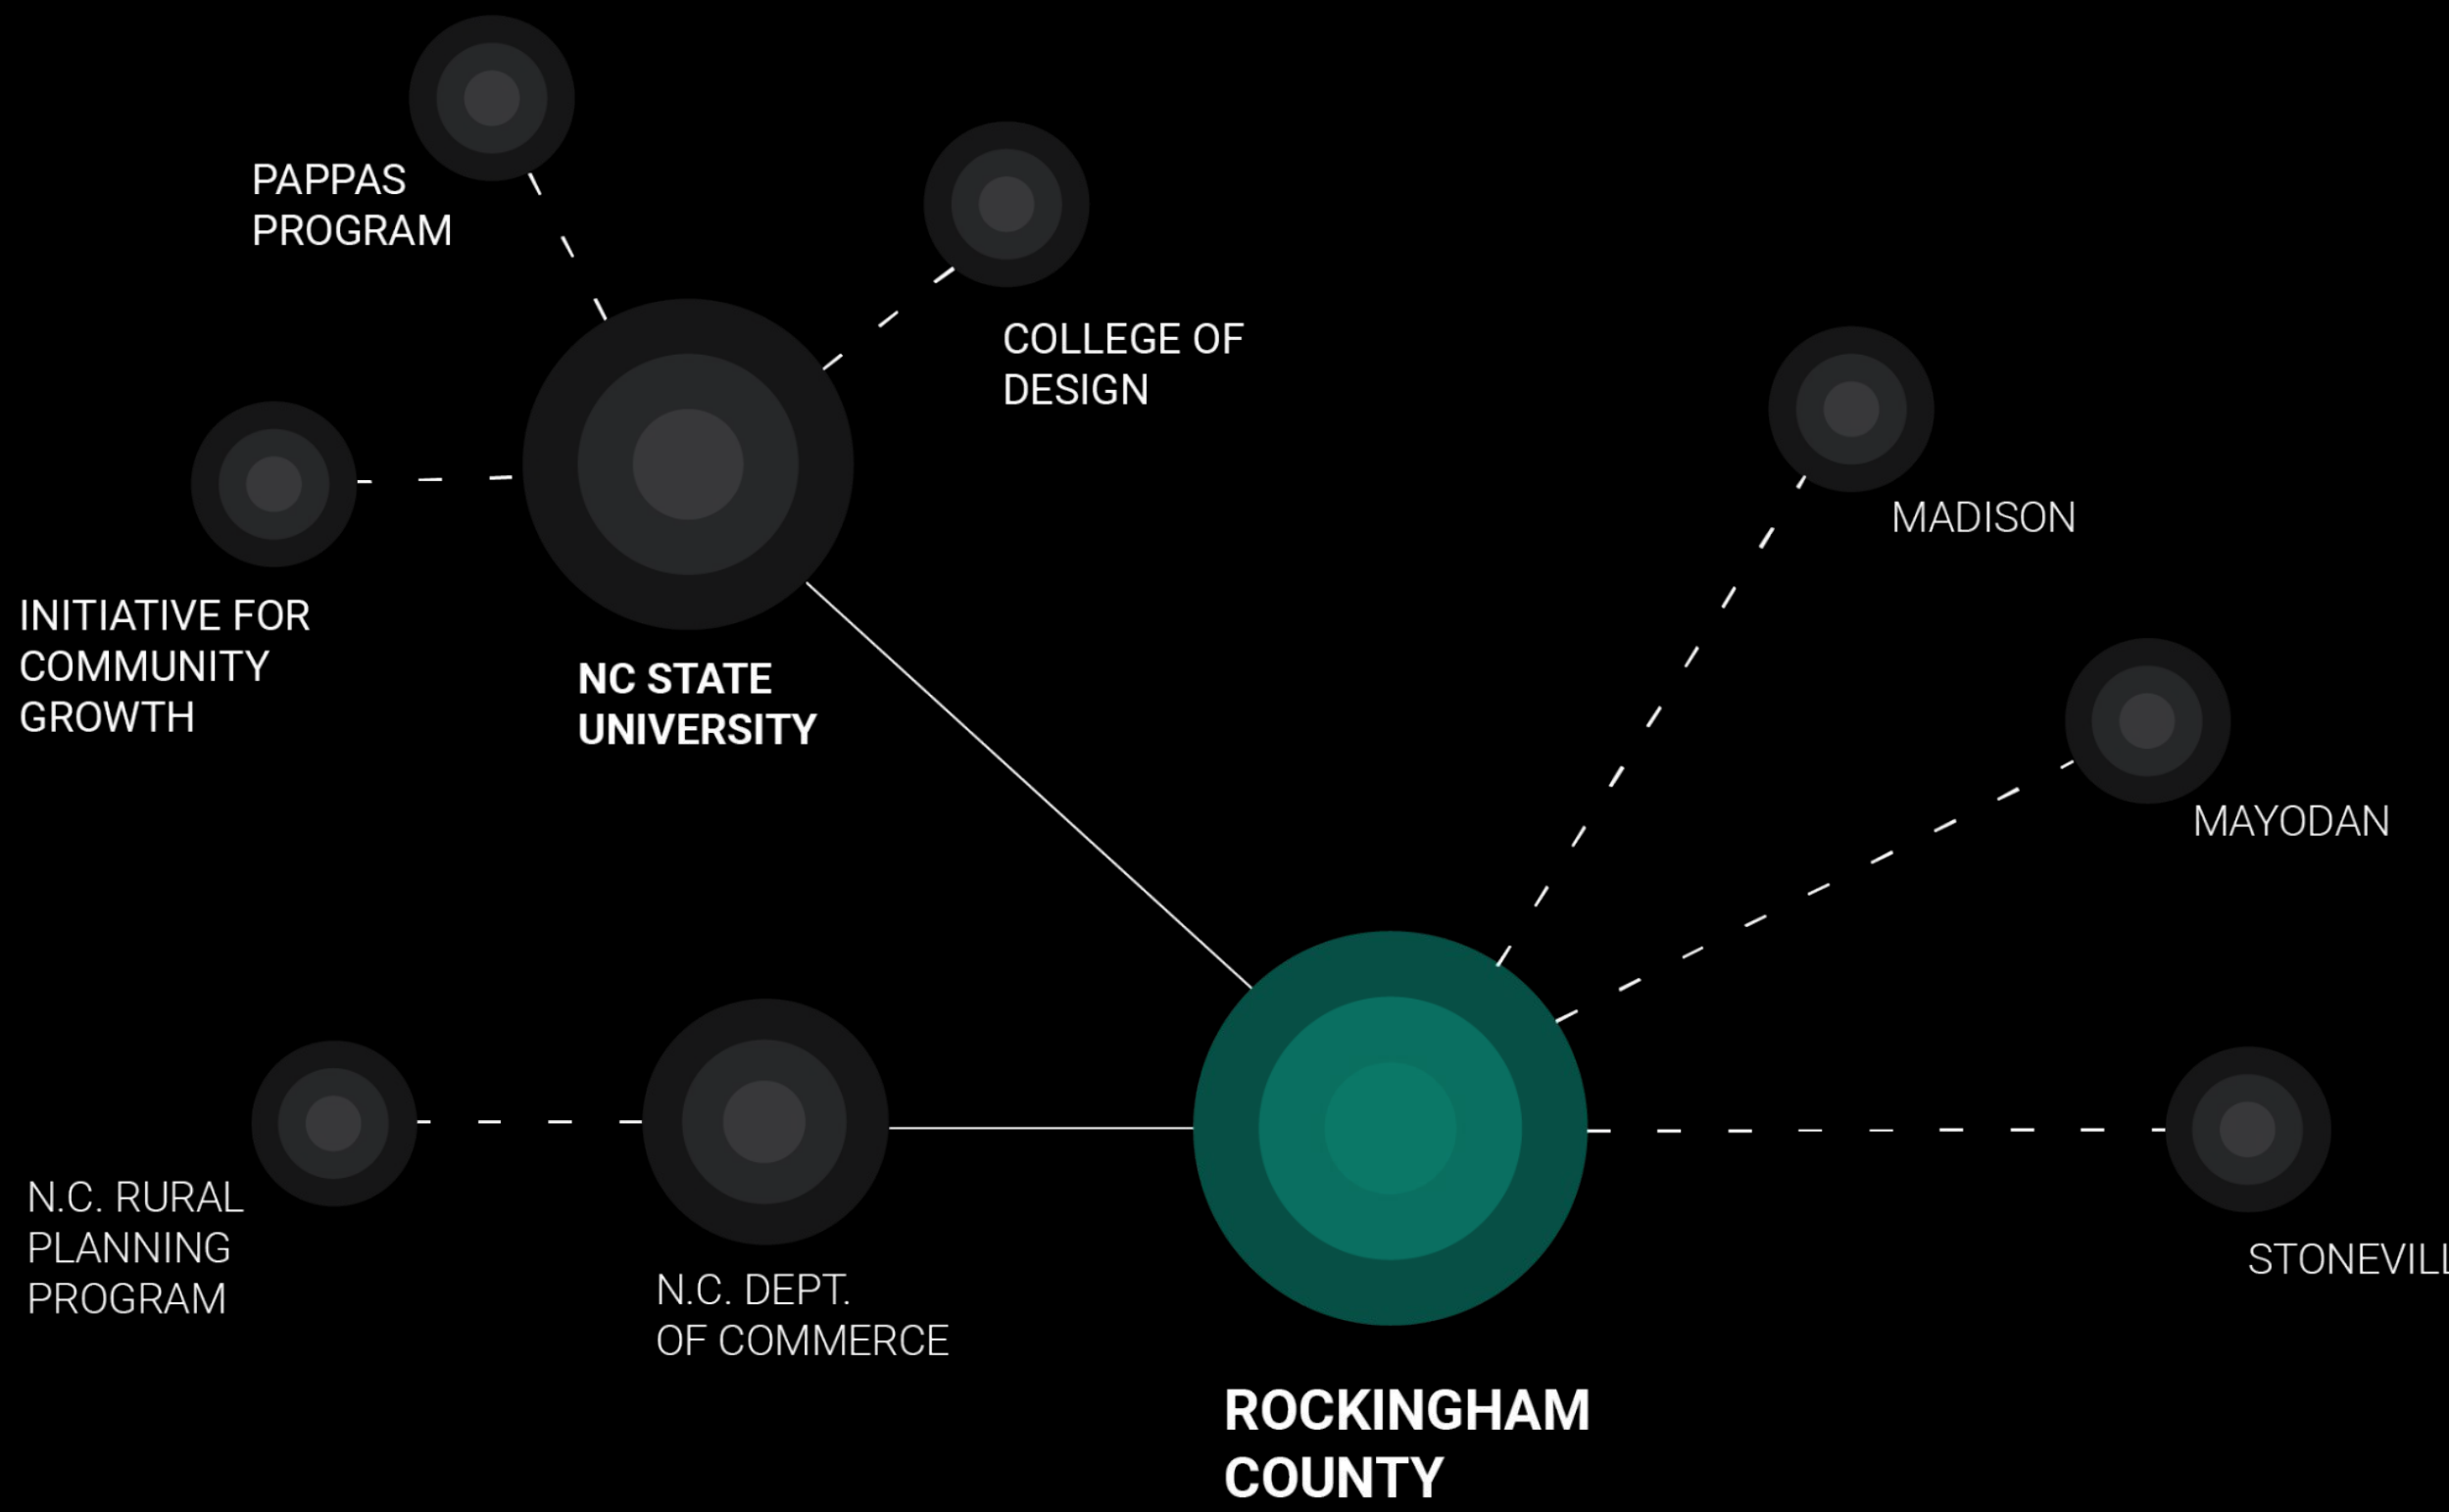 PAPPAS
PROGRAM
COLLEGE OF
DESIGN
MADISON
INITIATIVE FOR
COMMUNITY
GROWTH
NC STATE
UNIVERSITY
MAYODAN
N.C. RURAL
PLANNING
PROGRAM
N.C. DEPT.
OF COMMERCE
STONEVILL
ROCKINGHAM
COUNTY